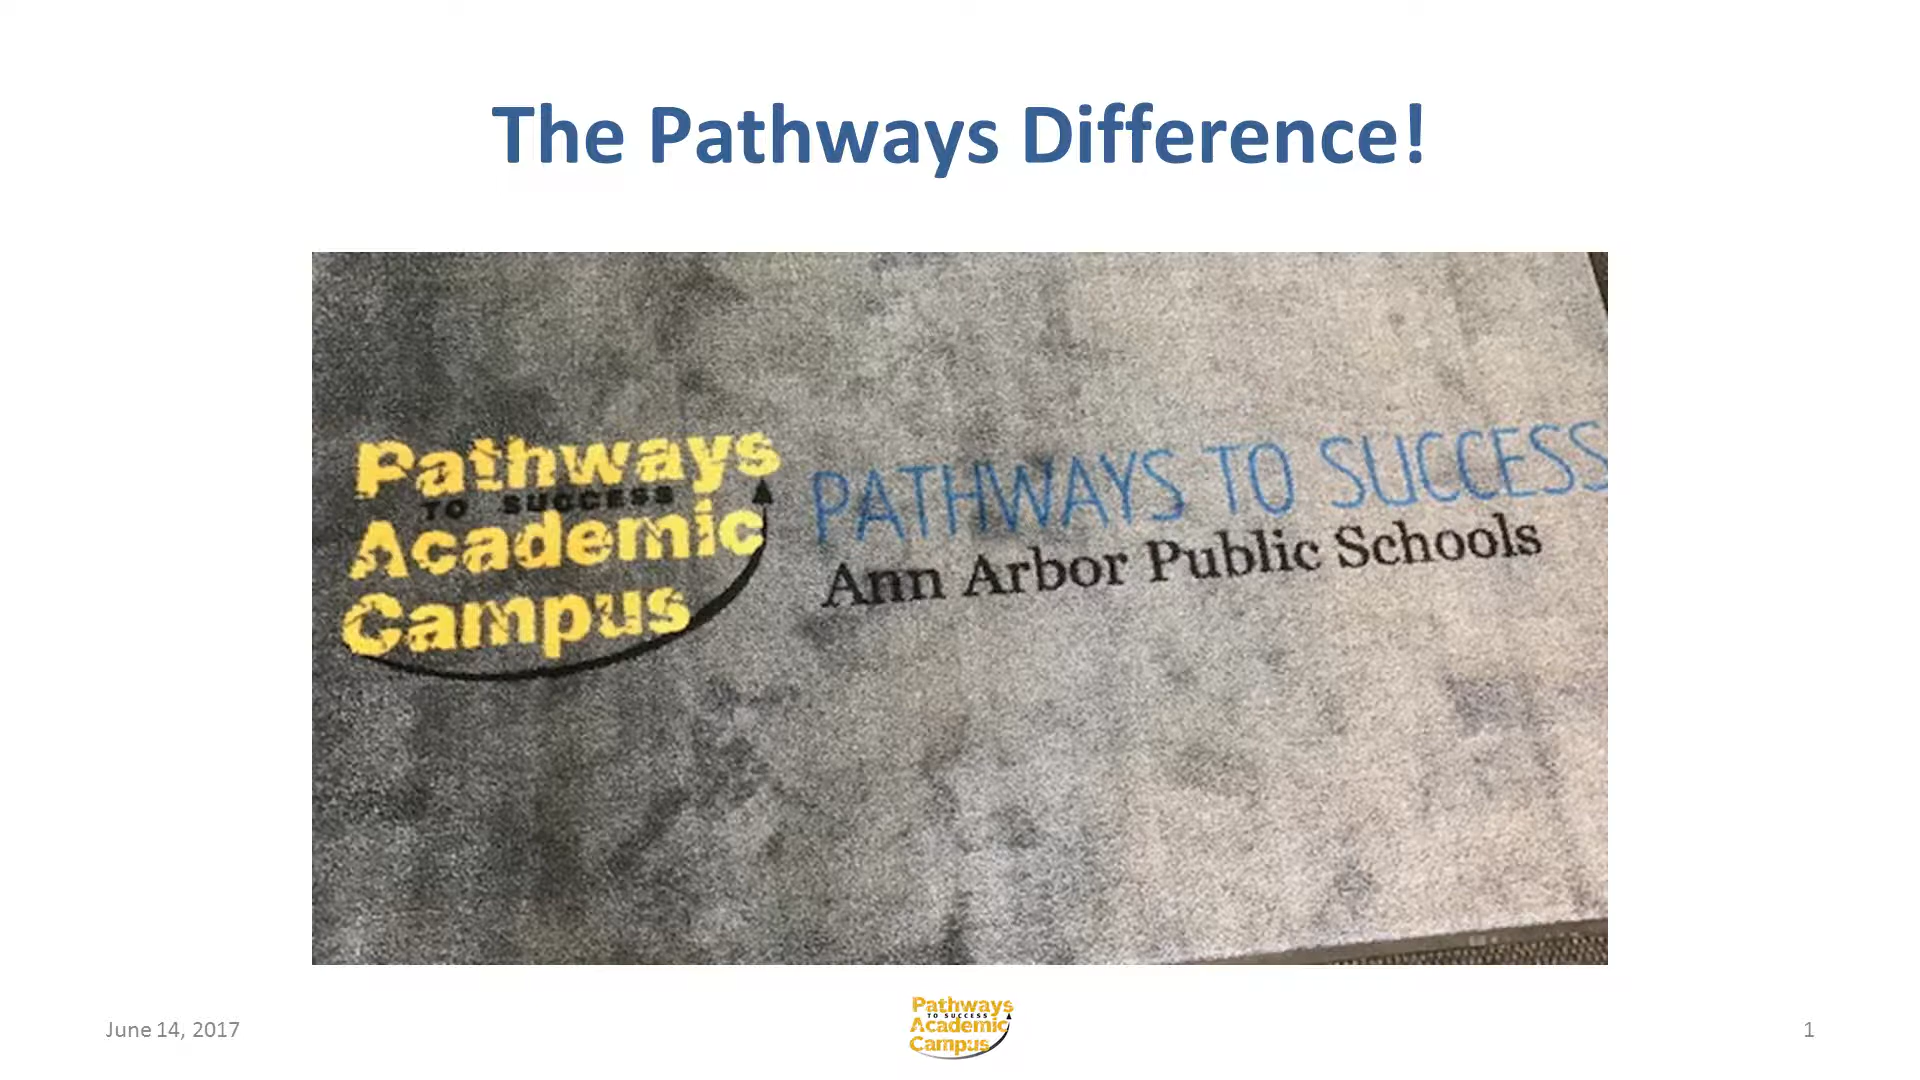 The Pathways Difference!
Pathways
TO SUCCESS
Academic
Campus
PATHWAYS TO SUCCESS
Ann Arbor Public Schools
June 14, 2017
Pathways
TO SUCCESS
Academic
Campus
1